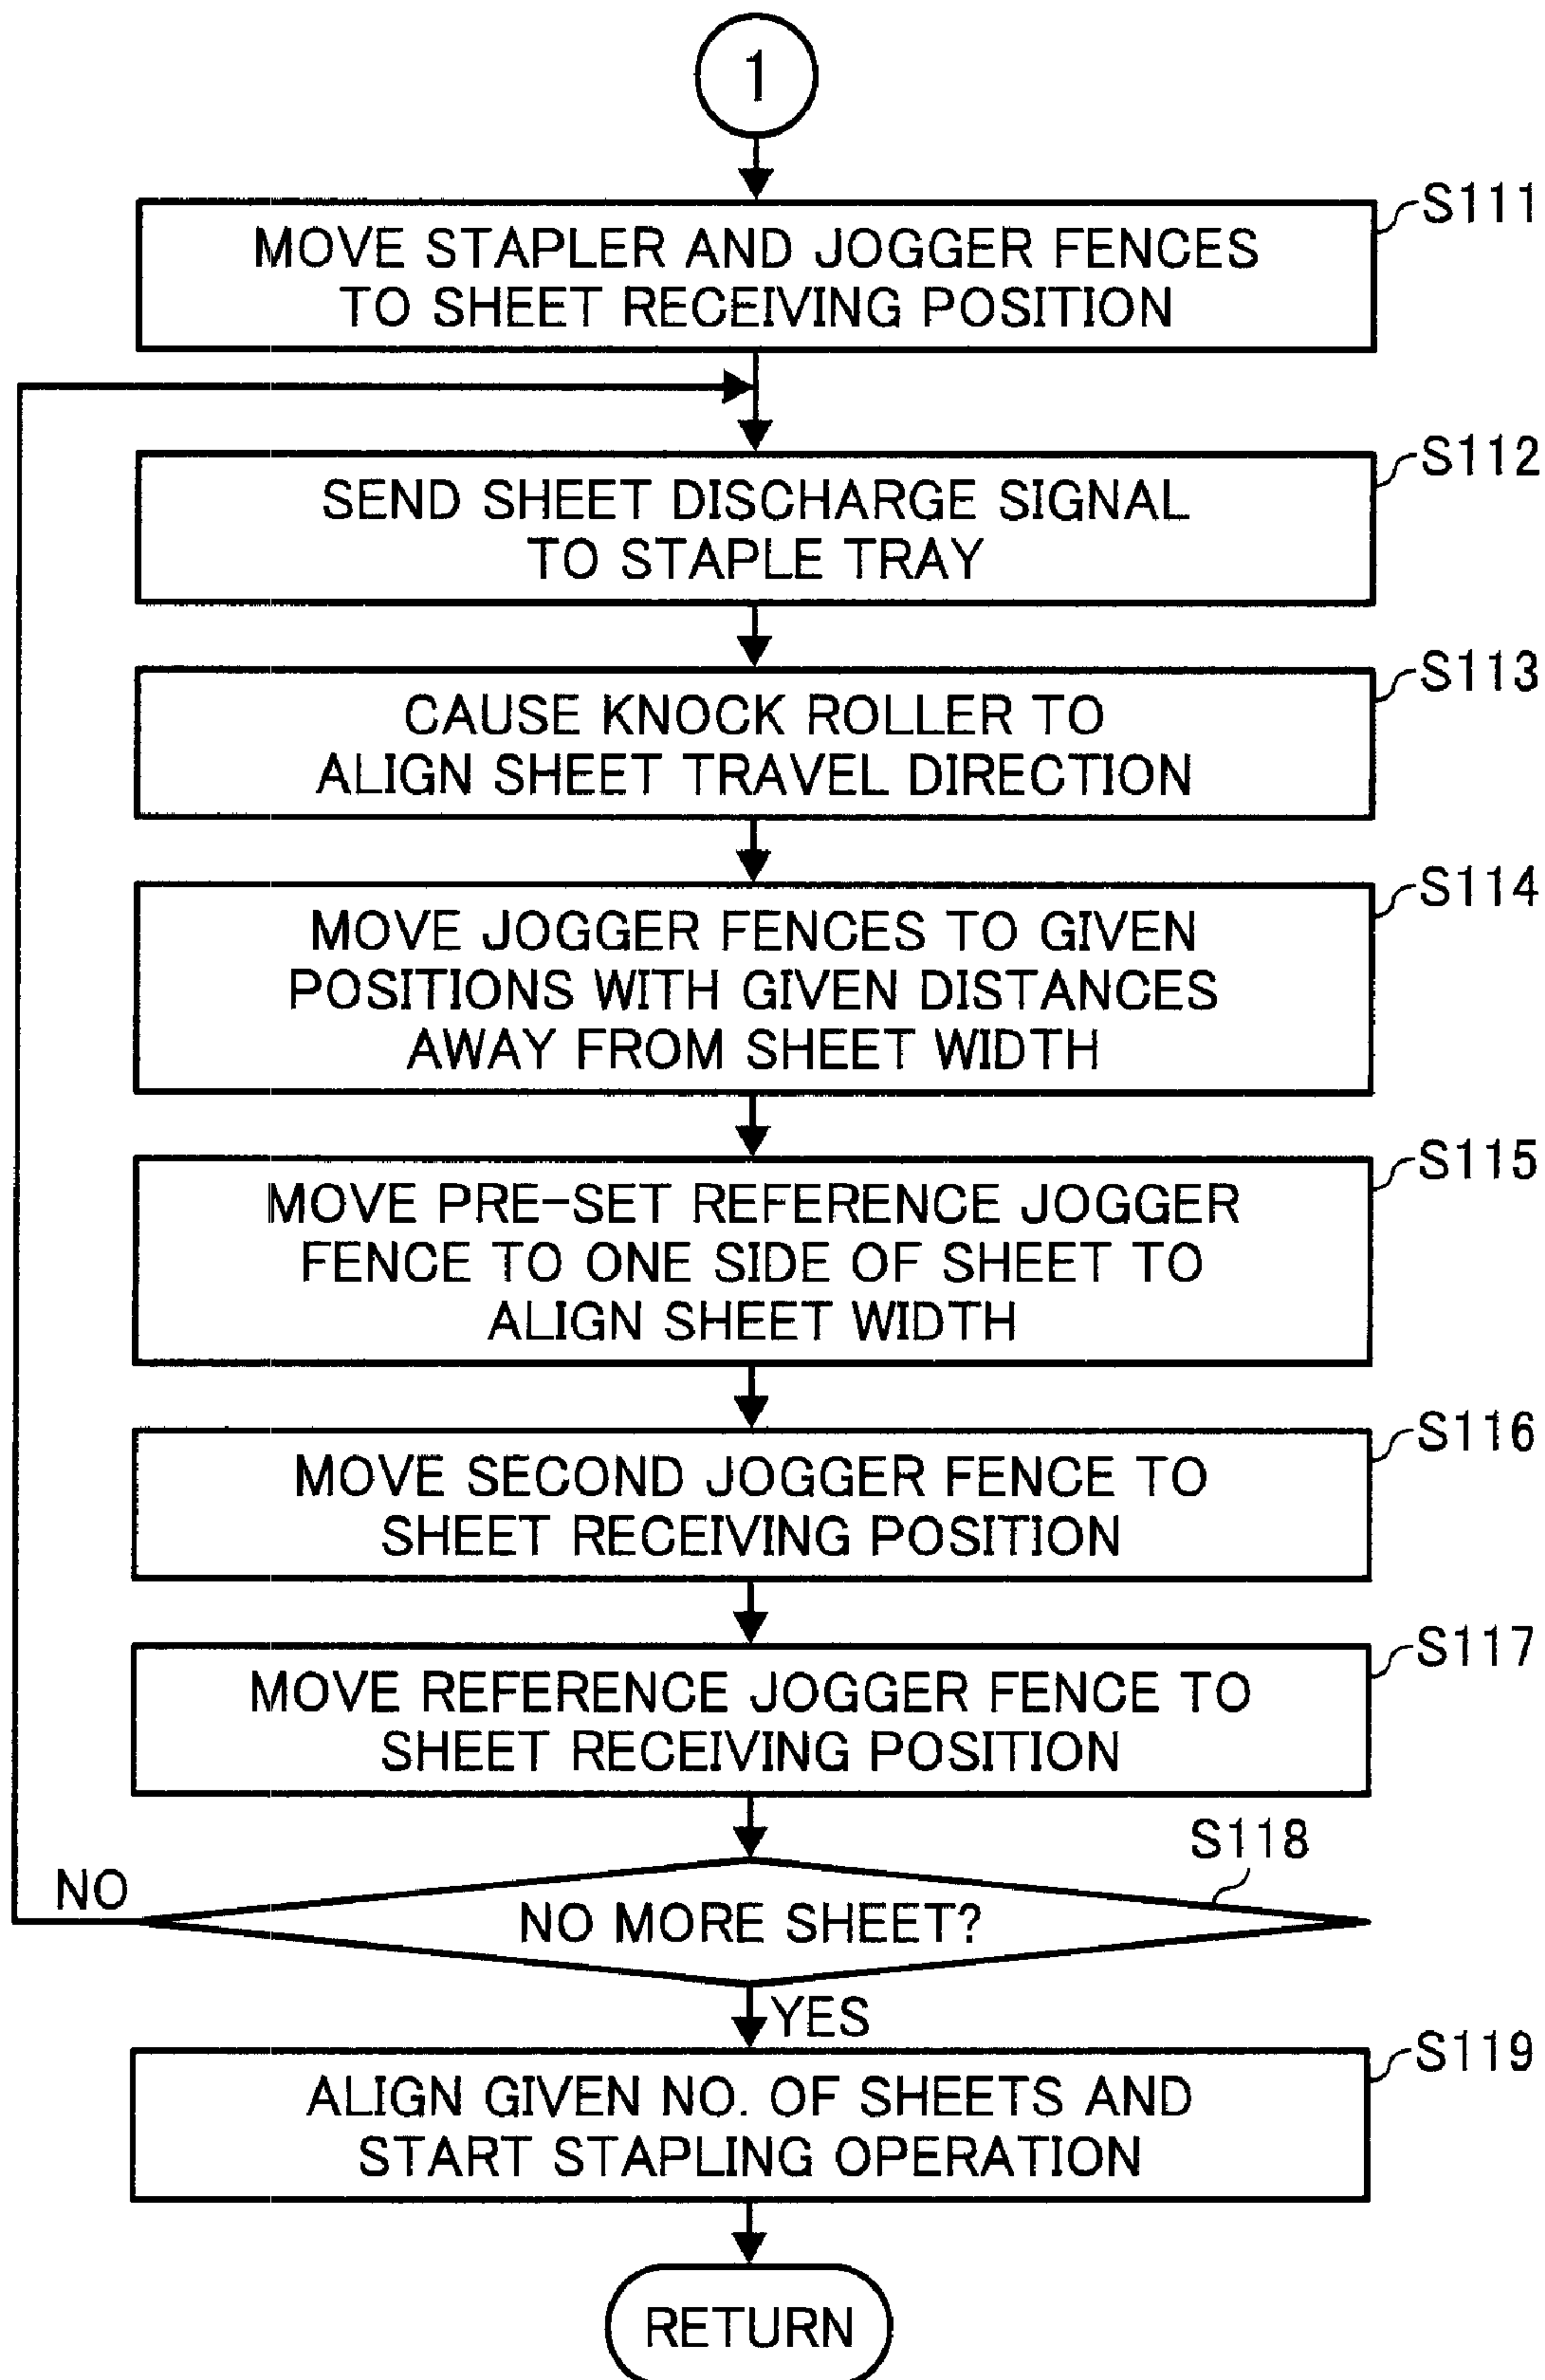 1
S111
MOVE STAPLER AND JOGGER FENCES
TO SHEET RECEIVING POSITION
S112
SEND SHEET DISCHARGE SIGNAL
TO STAPLE TRAY
S113
CAUSE KNOCK ROLLER TO
ALIGN SHEET TRAVEL DIRECTION
S114
MOVE JOGGER FENCES TO GIVEN
POSITIONS WITH GIVEN DISTANCES
AWAY FROM SHEET WIDTH
S115
MOVE PRE-SET REFERENCE JOGGER
FENCE TO ONE SIDE OF SHEET TO
ALIGN SHEET WIDTH
S116
MOVE SECOND JOGGER FENCE TO
SHEET RECEIVING POSITION
S117
MOVE REFERENCE JOGGER FENCE TO
SHEET RECEIVING POSITION
S118
NO
NO MORE SHEET?
YES
S119
ALIGN GIVEN NO. OF SHEETS AND
START STAPLING OPERATION
RETURN